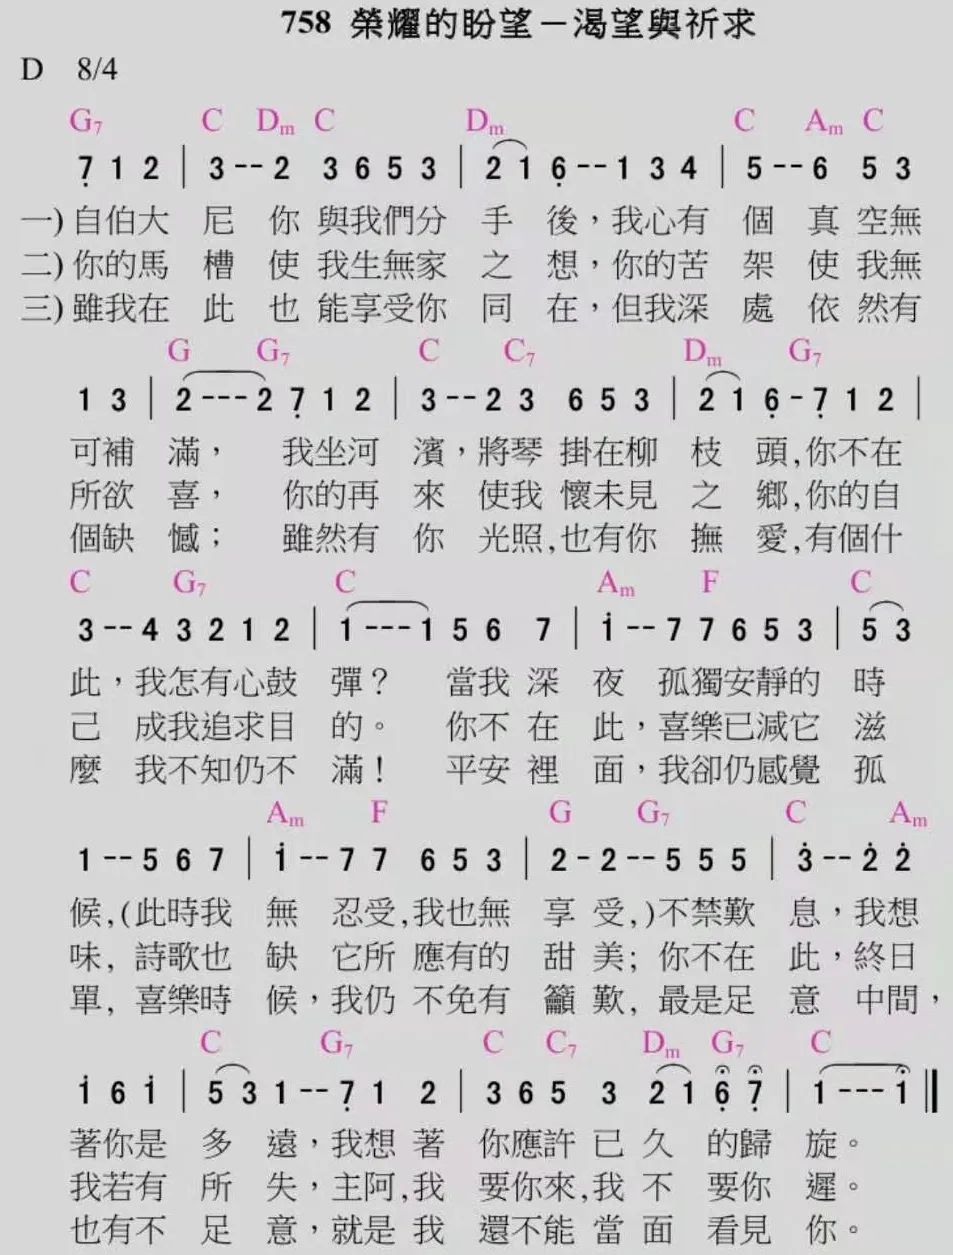 758 榮耀的盼望－渴望與祈求
D 8/4
G7 C Dm C Dm C Am C
7̣ 1 2 | 3 - - 2 3 6 5 3 | 2 1 6̣ - - 1 3 4 | 5 - - 6 5 3
一) 自伯大 尼 你 與我們分 手 後，我心有 個 真 空無
二) 你的馬 槽 使 我生無家 之 想，你的苦 架 使 我無
三) 雖我在 此 也 能享受你 同 在，但我深 處 依 然有
G G7 C C7 Dm G7
1 3 | 2 - - - 2 7̣ 1 2 | 3 - - 2 3 6 5 3 | 2 1 6̣ - 7̣ 1 2 |
可補 滿， 我坐河 濱，將琴 掛在柳 枝 頭,你不在
所欲 喜， 你的再 來 使我 懷未見 之 鄉,你的自
個缺 憾； 雖然有 你 光照,也有你 撫 愛,有個什
C G7 C Am F C
3 - - 4 3 2 1 2 | 1 - - - 1 5 6 7 | i - - 7 7 6 5 3 | 5 3
此，我怎有心鼓 彈？ 當我 深 夜 孤獨安靜的 時
己 成我追求目 的。 你不 在 此，喜樂已減它 滋
麼 我不知仍不 滿！ 平安 裡 面，我卻仍感覺 孤
Am F G G7 C Am
1 - - 5 6 7 | i - - 7 7 6 5 3 | 2 - 2 - - 5 5 5 | 3̇ - - 2̇ 2̇
候,(此時我 無 忍受,我也無 享 受,)不禁歎 息，我想
味, 詩歌也 缺 它所 應有的 甜 美; 你不在 此，終日
單, 喜樂時 候，我仍 不免有 籲 歎, 最是足 意 中間，
C G7 C C7 Dm G7 C
i 6 i | 5 3 1 - - 7̣ 1 2 | 3 6 5 3 2 1 6̣ 7̣ | 1 - - - 1 ‖
著你是 多 遠，我想 著 你應許 已 久 的歸 旋。
我若有 所 失，主阿,我 要你來,我 不 要你 遲。
也有不 足 意，就是 我 還不能 當 面 看見 你。